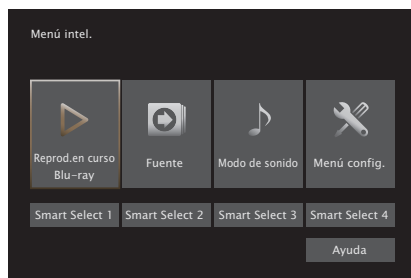 Menú intel.
Reprod.en curso
Blu-ray
Fuente
Modo de sonido
Menú config.
Smart Select 1
Smart Select 2
Smart Select 3
Smart Select 4
Ayuda